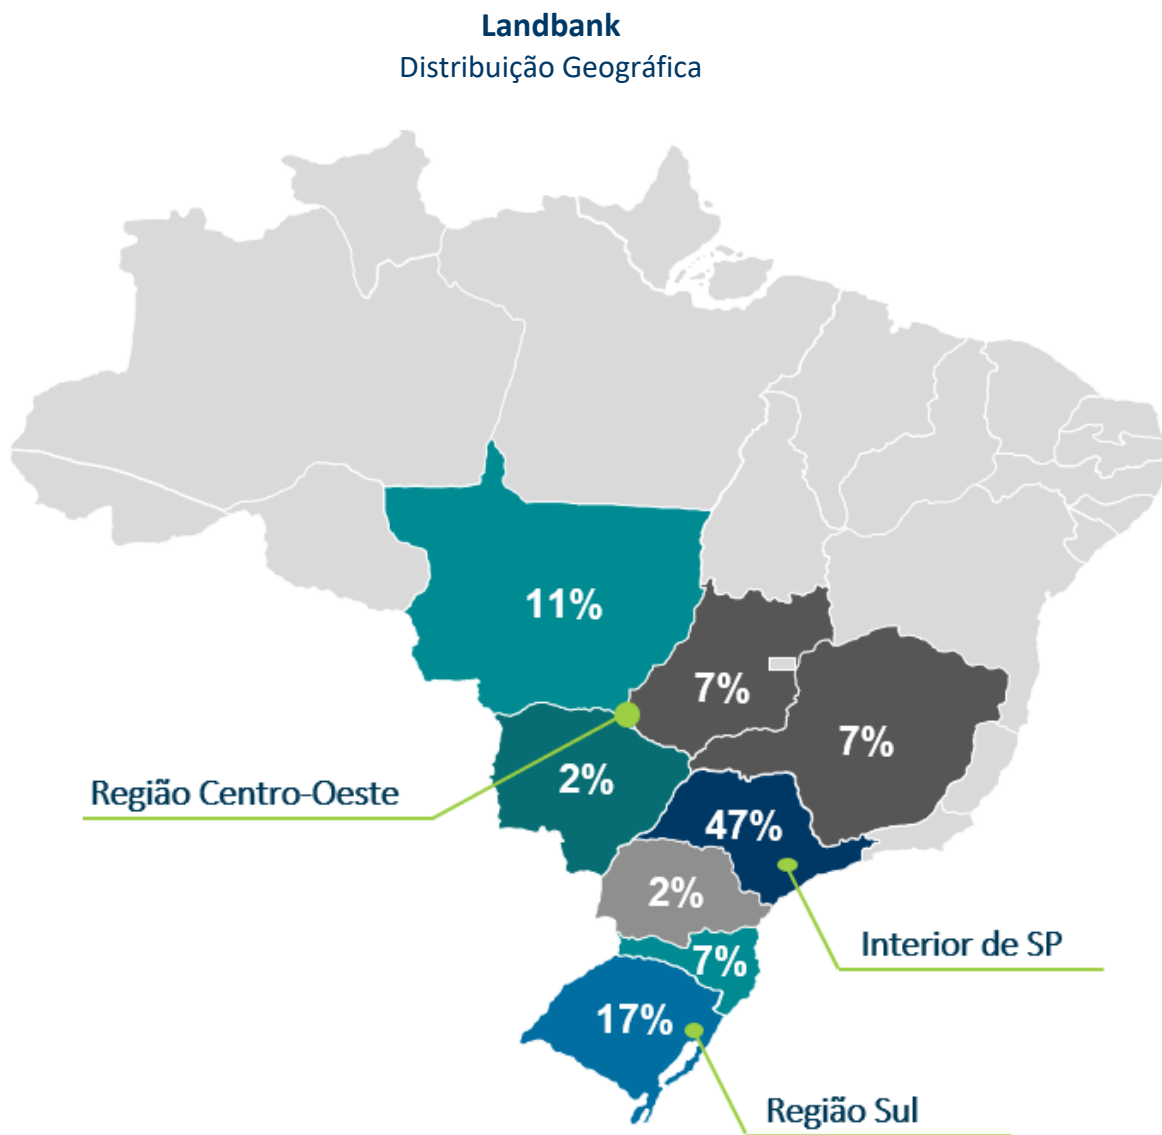 Landbank
Distribuição Geográfica
11%
7%
7%
2%
Região Centro-Oeste
47%
2%
Interior de SP
7%
17%
Região Sul